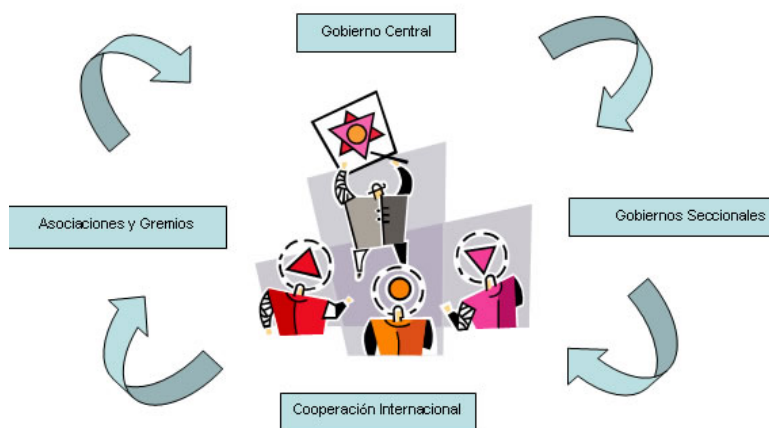 Gobierno Central
Asociaciones y Gremios
Gobiernos Seccionales
Cooperación Internacional